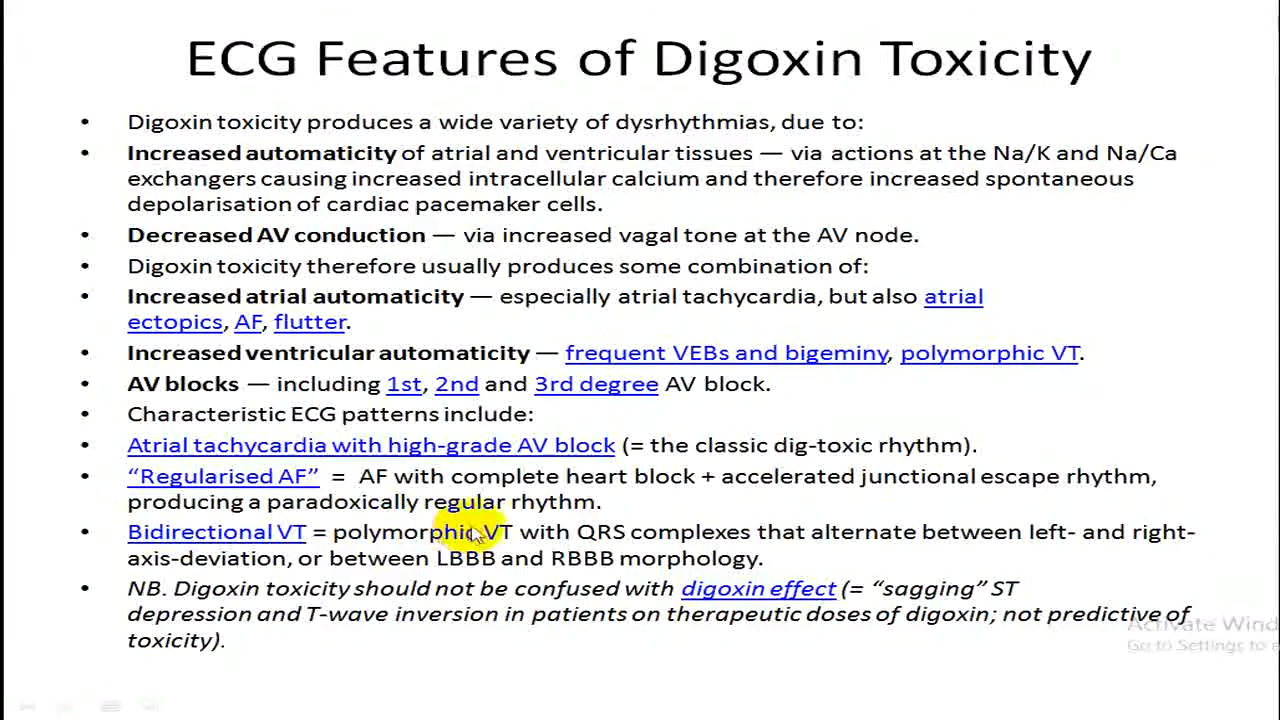 ECG Features of Digoxin Toxicity
• Digoxin toxicity produces a wide variety of dysrhythmias, due to:
• Increased automaticity of atrial and ventricular tissues — via actions at the Na/K and Na/Ca
exchangers causing increased intracellular calcium and therefore increased spontaneous
depolarisation of cardiac pacemaker cells.
• Decreased AV conduction — via increased vagal tone at the AV node.
• Digoxin toxicity therefore usually produces some combination of:
• Increased atrial automaticity — especially atrial tachycardia, but also atrial
ectopics, AF, flutter.
• Increased ventricular automaticity — frequent VEBs and bigeminy, polymorphic VT.
• AV blocks — including 1st, 2nd and 3rd degree AV block.
• Characteristic ECG patterns include:
• Atrial tachycardia with high-grade AV block (= the classic dig-toxic rhythm).
• “Regularised AF” = AF with complete heart block + accelerated junctional escape rhythm,
producing a paradoxically regular rhythm.
• Bidirectional VT = polymorphic VT with QRS complexes that alternate between left- and right-
axis-deviation, or between LBBB and RBBB morphology.
• NB. Digoxin toxicity should not be confused with digoxin effect (= “sagging” ST
depression and T-wave inversion in patients on therapeutic doses of digoxin; not predictive of
toxicity).
Activate Wind
Go to Settings to a